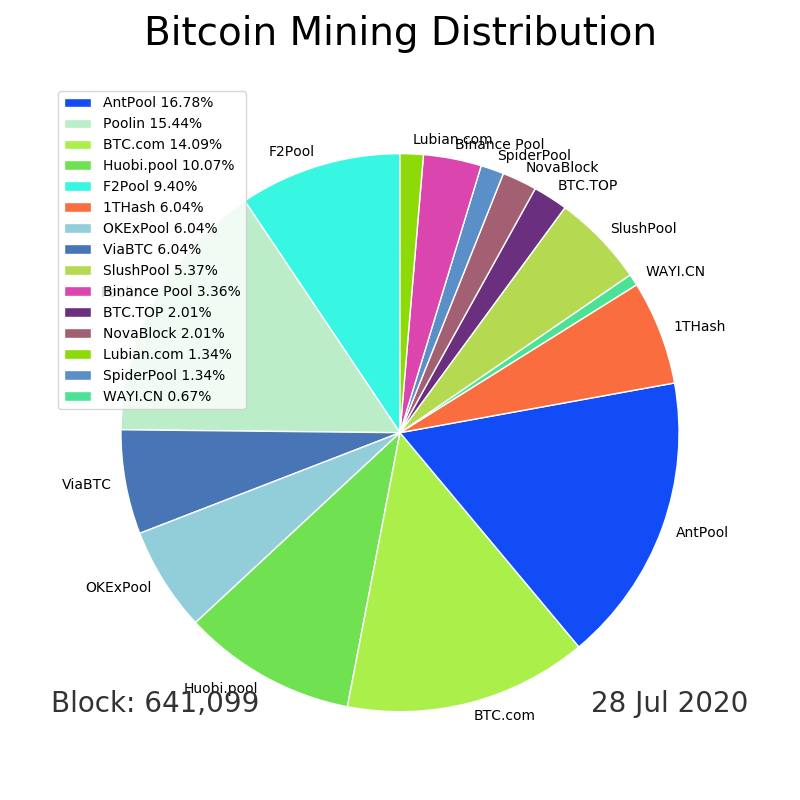 Bitcoin Mining Distribution
AntPool 16.78%
Poolin 15.44%
BTC.com 14.09%
Huobi.pool 10.07%
F2Pool 9.40%
1THash 6.04%
OKExPool 6.04%
ViaBTC 6.04%
SlushPool 5.37%
Binance Pool 3.36%
BTC.TOP 2.01%
NovaBlock 2.01%
Lubian.com 1.34%
SpiderPool 1.34%
WAYI.CN 0.67%
Lubian.com
Binance Pool
SpiderPool
NovaBlock
BTC.TOP
SlushPool
WAYI.CN
1THash
AntPool
BTC.com
Huobi.pool
OKExPool
ViaBTC
F2Pool
Block: 641,099
28 Jul 2020